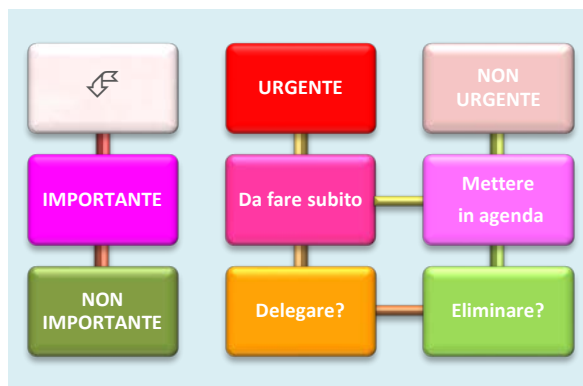 URGENTE
NON
URGENTE
IMPORTANTE
Da fare subito
Mettere
in agenda
NON
IMPORTANTE
Delegare?
Eliminare?